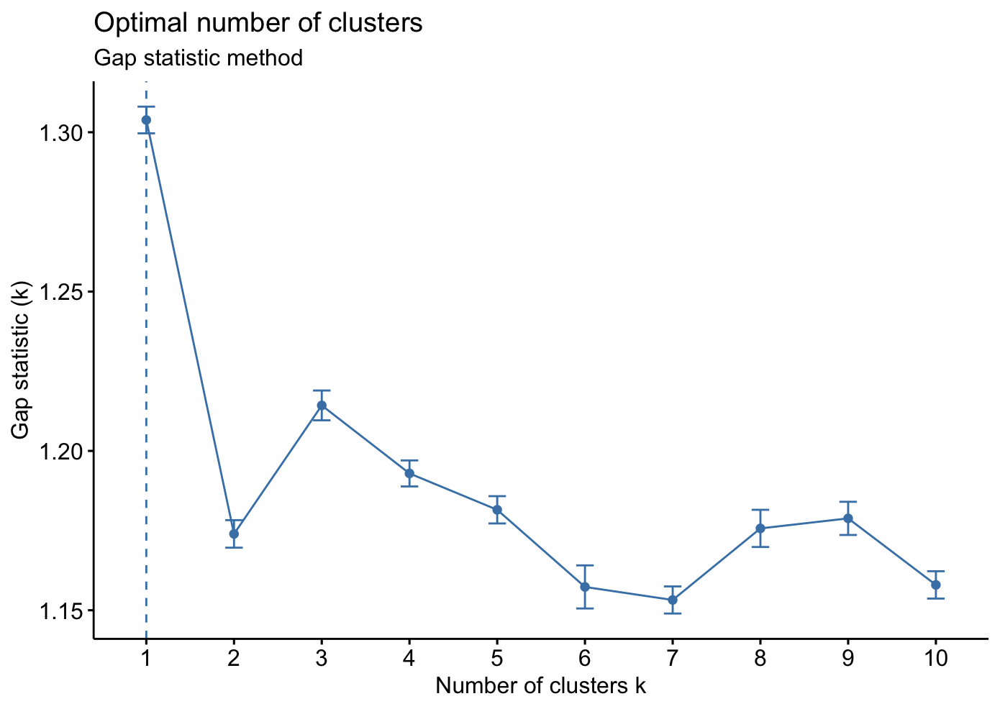 Optimal number of clusters
Gap statistic method
Gap statistic (k)
1.30
1.25
1.20
1.15
1 2 3 4 5 6 7 8 9 10
Number of clusters k